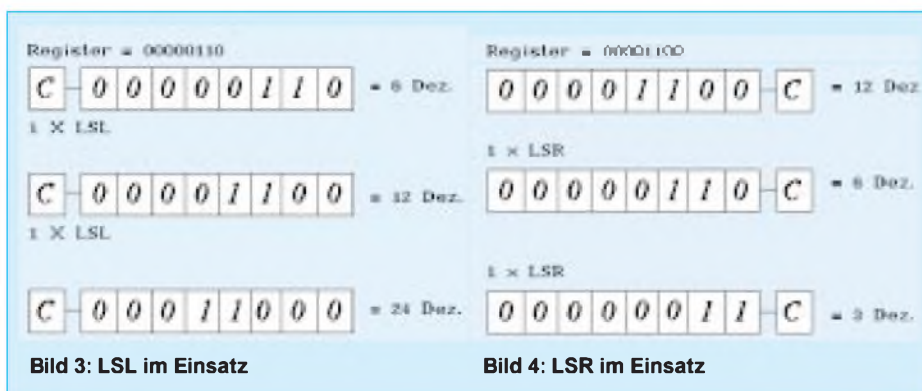 Register = 00000110
C 0 0 0 0 0 1 1 0 = 6 Dez.
1 X LSL
C 0 0 0 0 1 1 0 0 = 12 Dez.
1 X LSL
C 0 0 0 1 1 0 0 0 = 24 Dez.
Bild 3: LSL im Einsatz
Register = 00001100
0 0 0 0 1 1 0 0 C = 12 Dez
1 × LSR
0 0 0 0 0 1 1 0 C = 6 Dez.
1 × LSR
0 0 0 0 0 0 1 1 C = 3 Dez.
Bild 4: LSR im Einsatz